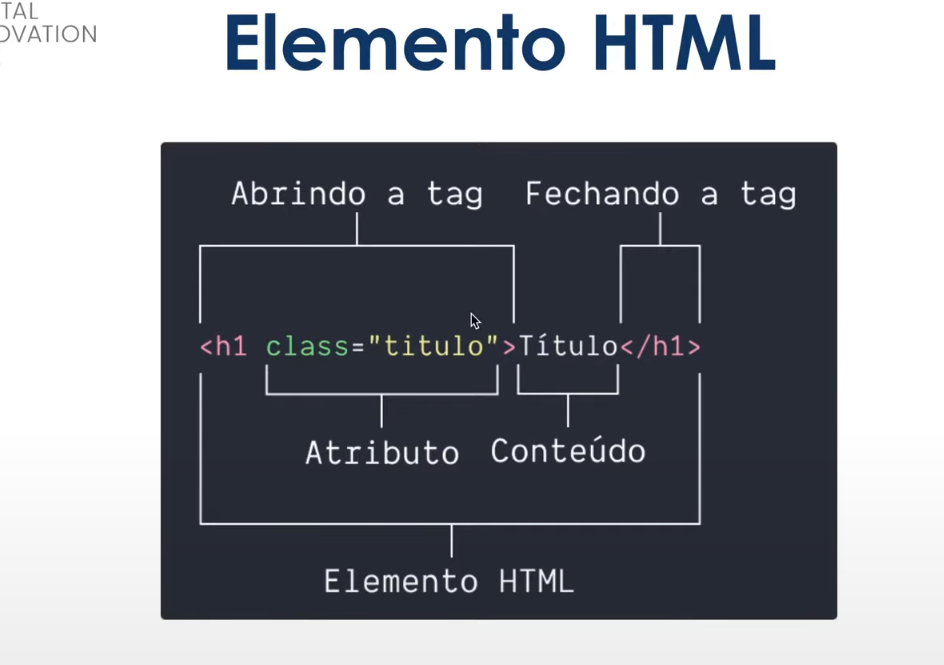 TAL
OVATION
Elemento HTML
Abrindo a tag Fechando a tag
<h1 class="titulo">Título</h1>
Atributo Conteúdo
Elemento HTML